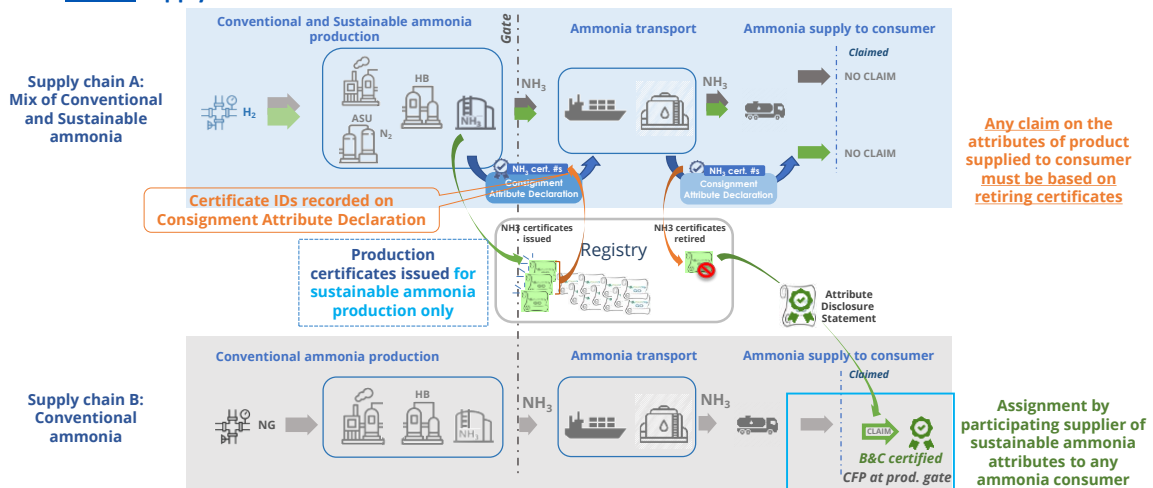 Conventional and Sustainable ammonia
production
Gate
Ammonia transport
Ammonia supply to consumer
Claimed
Supply chain A:
Mix of Conventional
and Sustainable
ammonia
H2
HB
ASU
N2
NH3
NH3
NH3
NO CLAIM
NO CLAIM
NH3 cert. #s
Consignment
Attribute Declaration
NH3 cert. #s
Consignment
Attribute Declaration
Any claim on the
attributes of product
supplied to consumer
must be based on
retiring certificates
Certificate IDs recorded on
Consignment Attribute Declaration
Production
certificates issued for
sustainable ammonia
production only
NH3 certificates
issued
Registry
NH3 certificates
retired
Attribute
Disclosure
Statement
Conventional ammonia production
Ammonia transport
Ammonia supply to consumer
Claimed
Supply chain B:
Conventional
ammonia
NG
HB
NH3
NH3
NH3
CLAIM
B&C certified
CFP at prod. gate
Assignment by
participating supplier of
sustainable ammonia
attributes to any
ammonia consumer